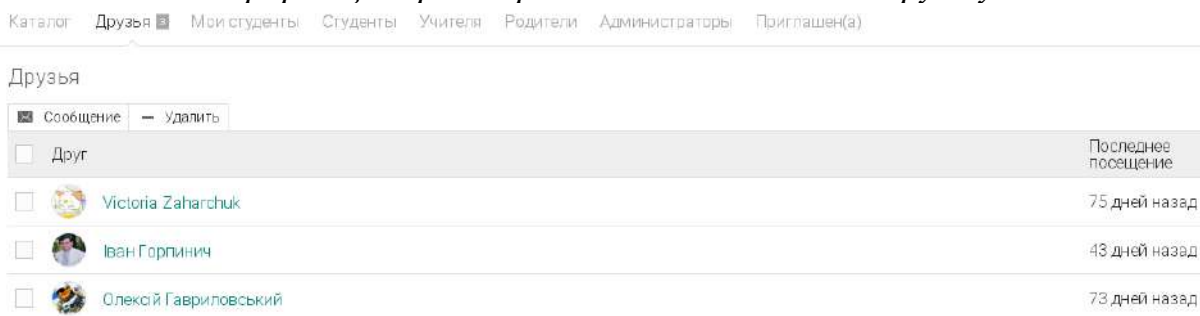 Каталог Друзья 3 Мои студенты Студенты Учителя Родители Администраторы Приглашен(а)
Друзья
Сообщение — Удалить
Друг Последнее посещение
Victoria Zaharchuk 75 дней назад
Іван Горпинич 43 дней назад
Олексій Гавриловський 73 дней назад